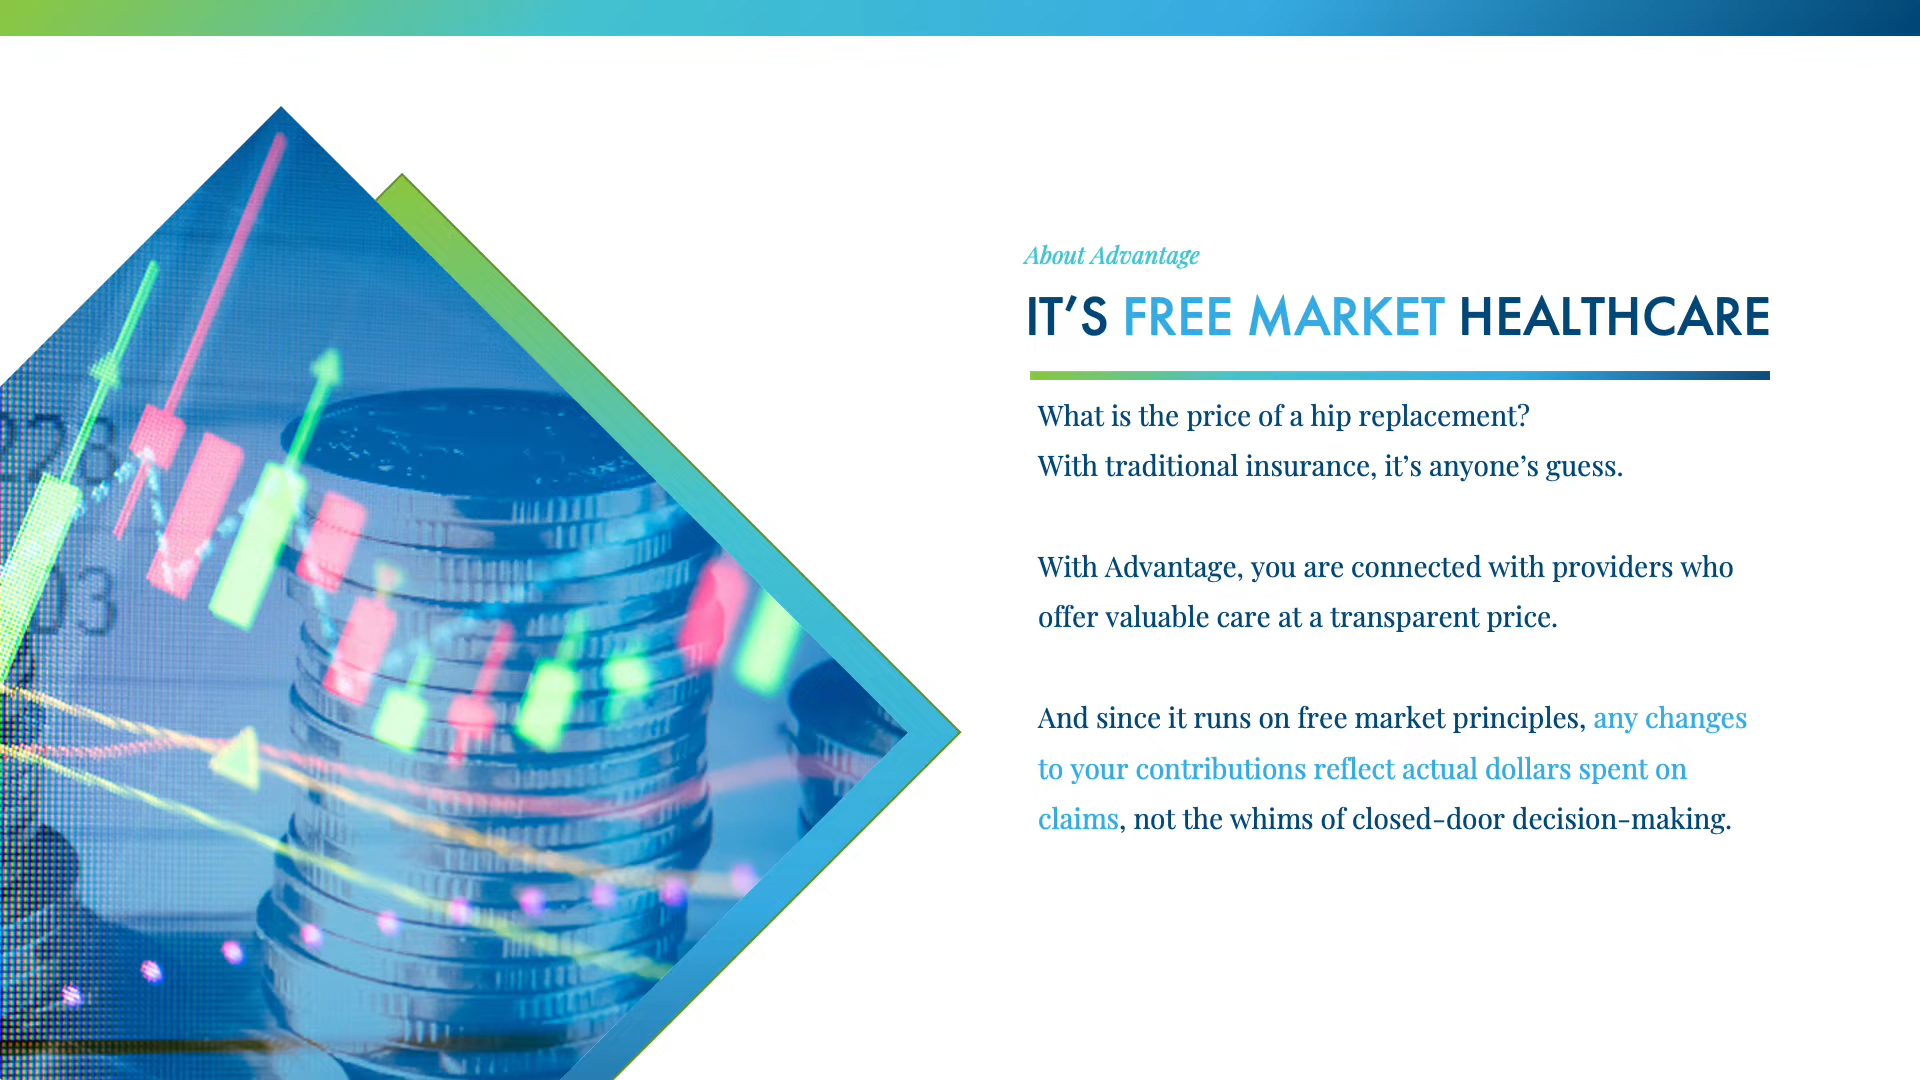 About Advantage
IT’S FREE MARKET HEALTHCARE
What is the price of a hip replacement?
With traditional insurance, it’s anyone’s guess.
With Advantage, you are connected with providers who
offer valuable care at a transparent price.
And since it runs on free market principles, any changes
to your contributions reflect actual dollars spent on
claims, not the whims of closed-door decision-making.